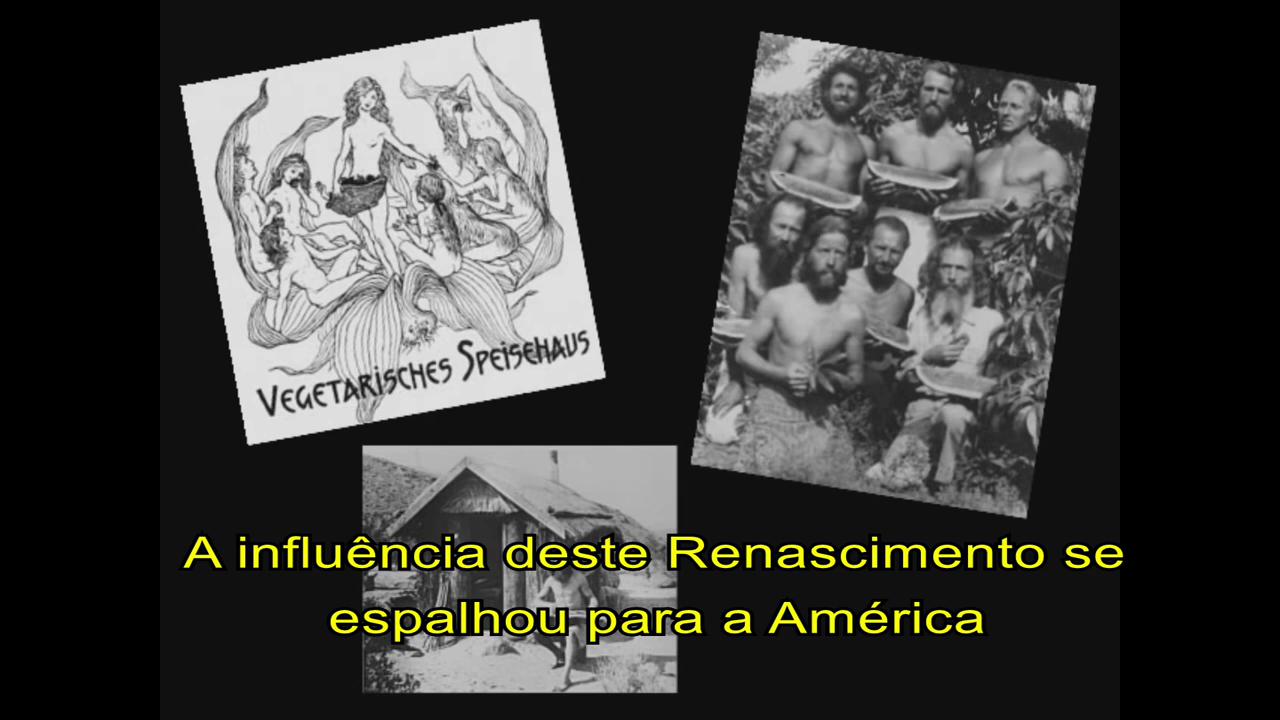 VEGETARISCHES SPEISEHAUS
A influência deste Renascimento se
espalhou para a América